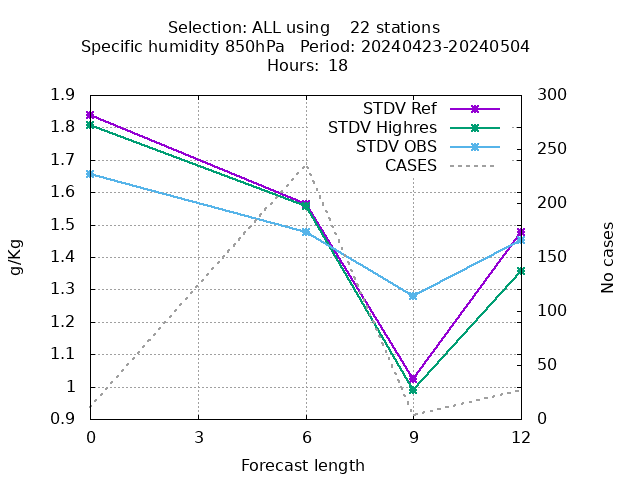 Selection: ALL using    22 stations
Specific humidity 850hPa   Period: 20240423-20240504
Hours:  18
STDV Ref
STDV Highres
STDV OBS
CASES
1.9
1.8
1.7
1.6
1.5
1.4
1.3
1.2
1.1
1
0.9
300
250
200
150
100
50
0
g/Kg
No cases
0 3 6 9 12
Forecast length